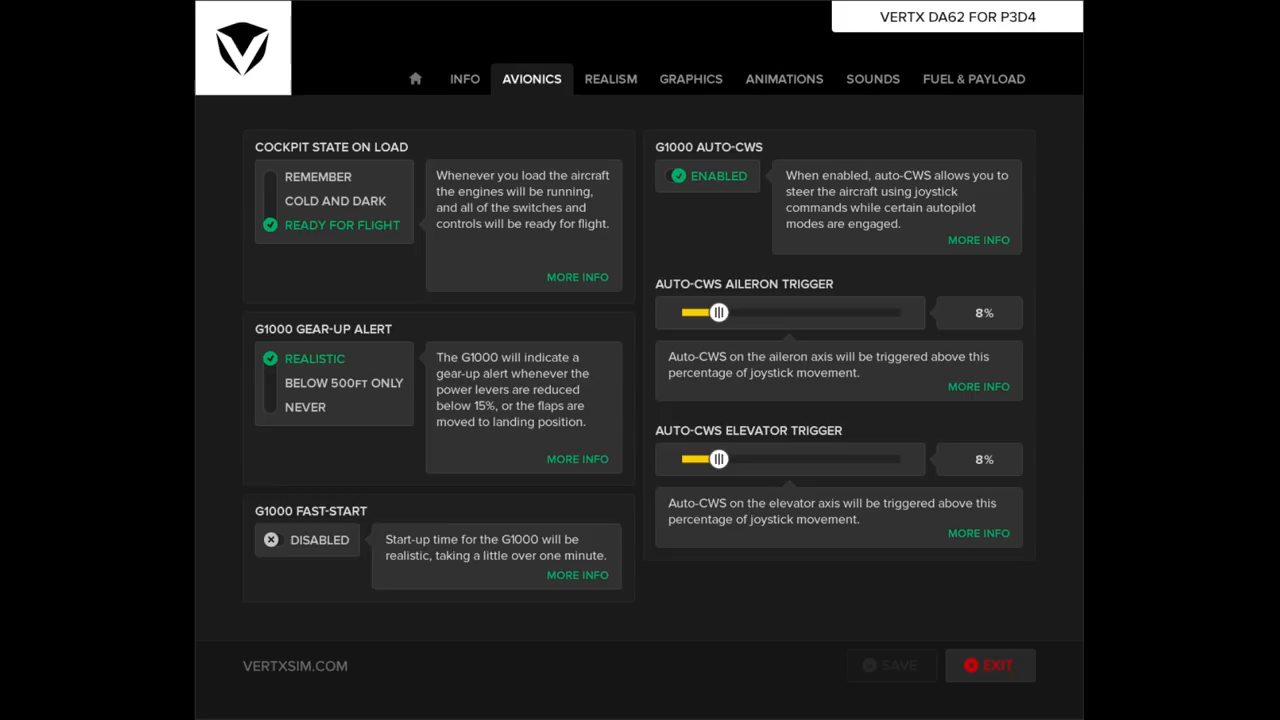 VERTX DA62 FOR P3D4
INFO
AVIONICS
REALISM
GRAPHICS
ANIMATIONS
SOUNDS
FUEL & PAYLOAD
COCKPIT STATE ON LOAD
REMEMBER
COLD AND DARK
READY FOR FLIGHT
Whenever you load the aircraft
the engines will be running,
and all of the switches and
controls will be ready for flight.
MORE INFO
G1000 GEAR-UP ALERT
REALISTIC
BELOW 500FT ONLY
NEVER
The G1000 will indicate a
gear-up alert whenever the
power levers are reduced
below 15%, or the flaps are
moved to landing position.
MORE INFO
G1000 FAST-START
DISABLED
Start-up time for the G1000 will be
realistic, taking a little over one minute.
MORE INFO
G1000 AUTO-CWS
ENABLED
When enabled, auto-CWS allows you to
steer the aircraft using joystick
commands while certain autopilot
modes are engaged.
MORE INFO
AUTO-CWS AILERON TRIGGER
8%
Auto-CWS on the aileron axis will be triggered above this
percentage of joystick movement.
MORE INFO
AUTO-CWS ELEVATOR TRIGGER
8%
Auto-CWS on the elevator axis will be triggered above this
percentage of joystick movement.
MORE INFO
VERTXSIM.COM
SAVE
EXIT